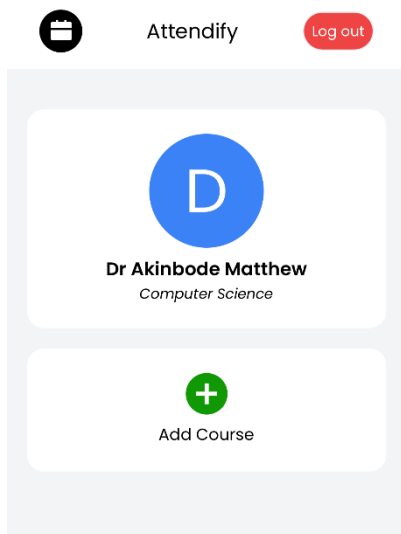 Attendify
Log out
D
Dr Akinbode Matthew
Computer Science
Add Course